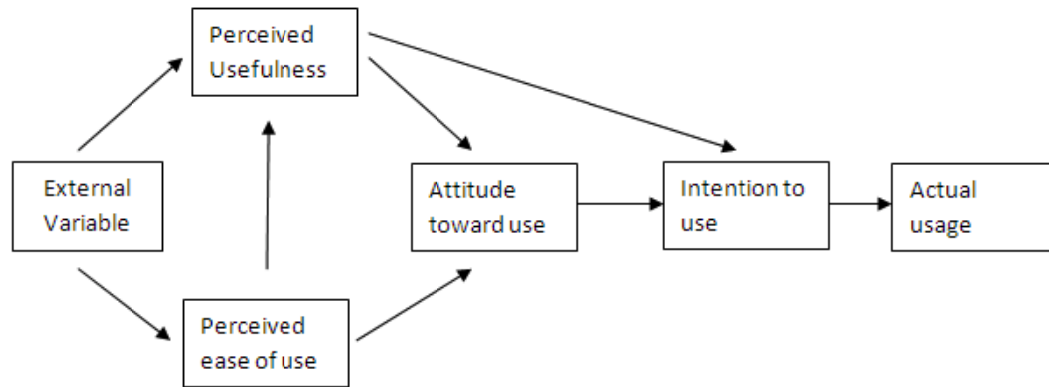 Perceived
Usefulness
External
Variable
Attitude
toward use
Intention to
use
Actual
usage
Perceived
ease of use